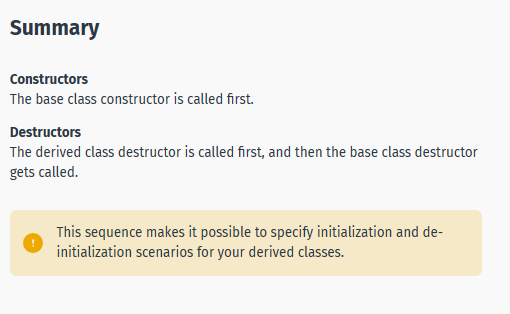 Summary
Constructors
The base class constructor is called first.
Destructors
The derived class destructor is called first, and then the base class destructor
gets called.
This sequence makes it possible to specify initialization and de-
initialization scenarios for your derived classes.